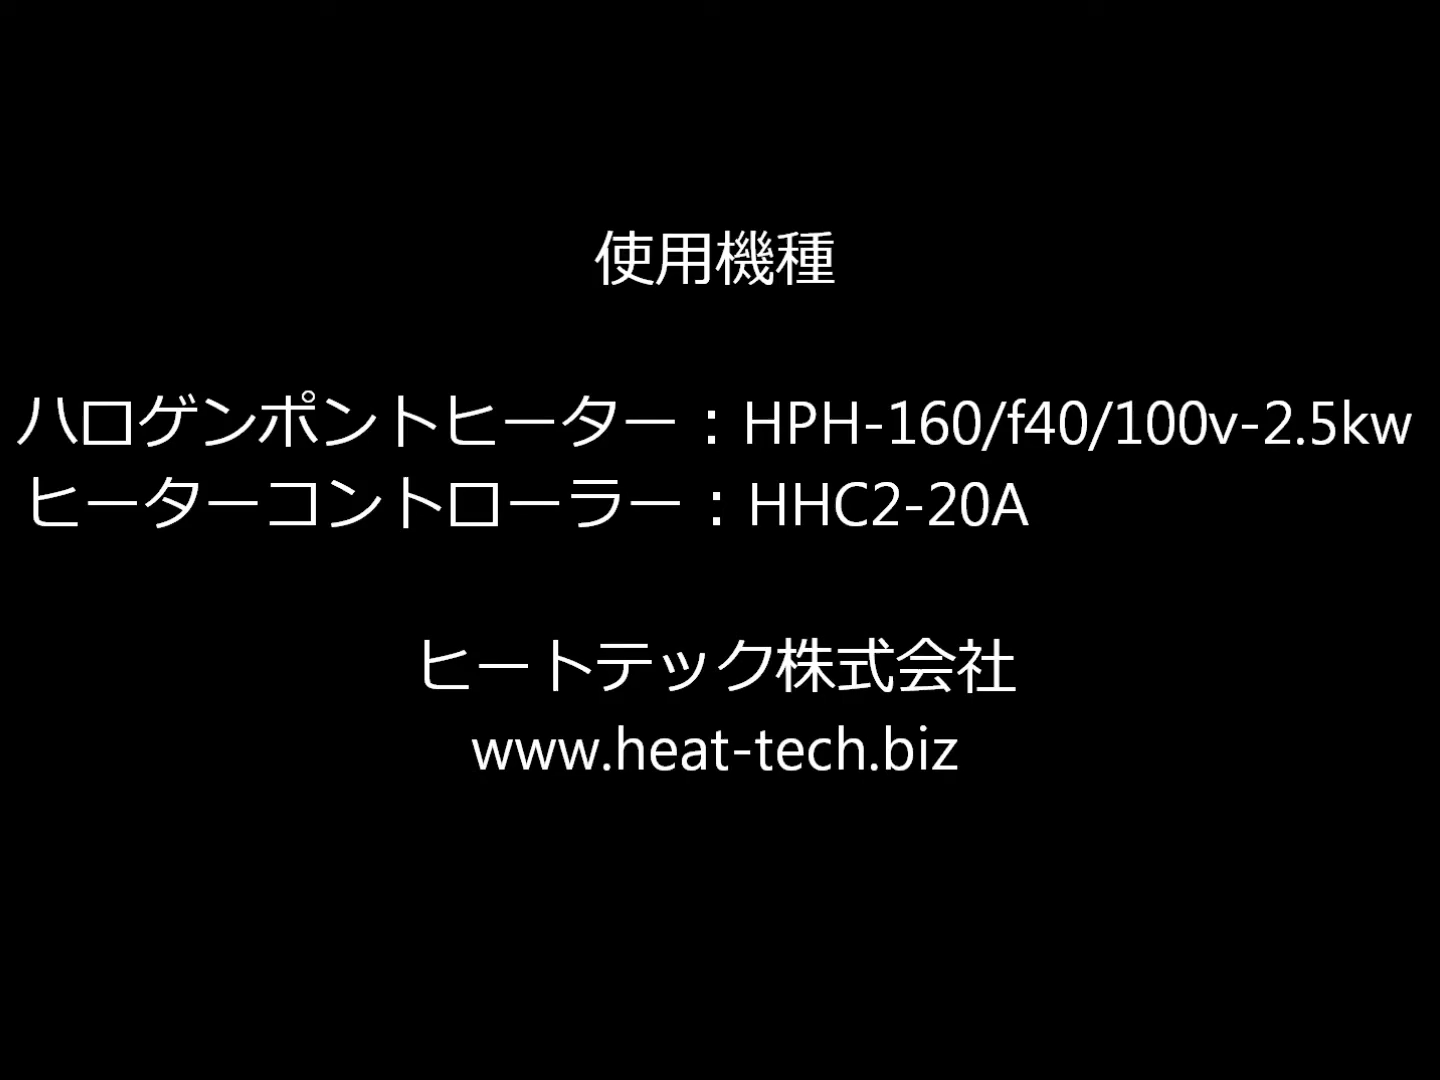 使用機種
ハロゲンポントヒーター：HPH-160/f40/100v-2.5kw
ヒーターコントローラー：HHC2-20A
ヒートテック株式会社
www.heat-tech.biz